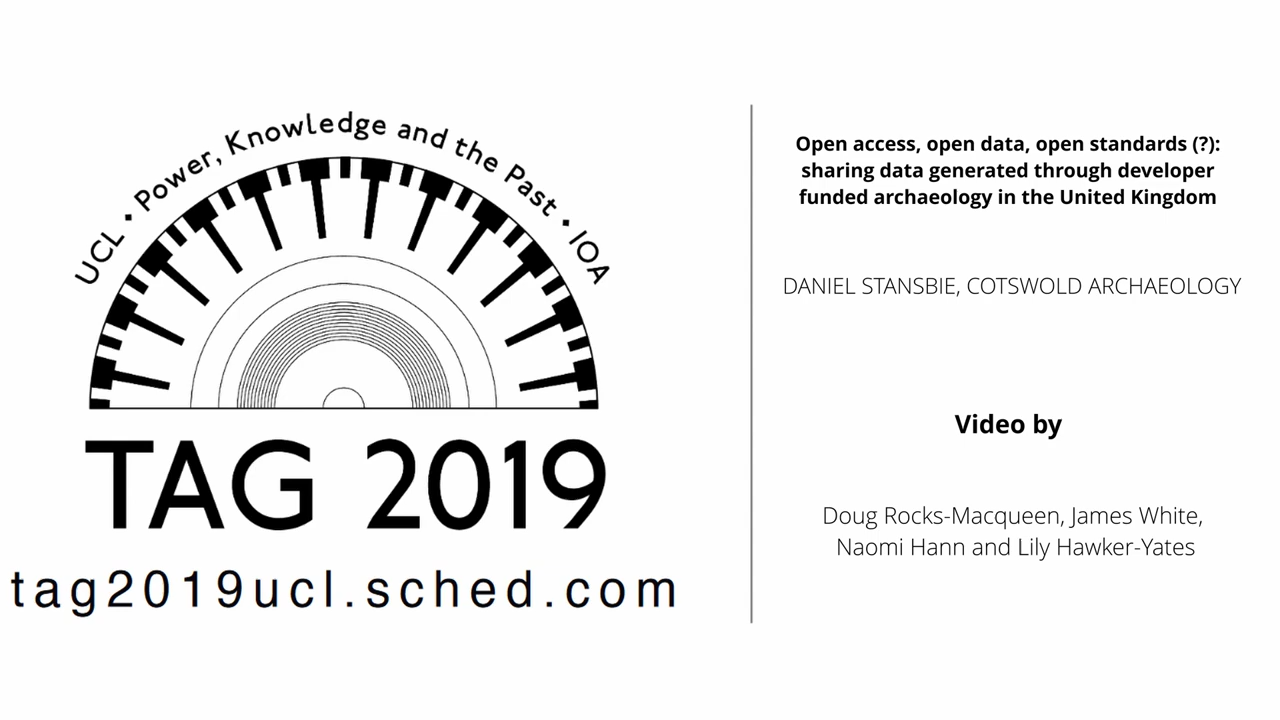 UCL • Power, Knowledge and the Past • IOA
TAG 2019
tag2019ucl.sched.com
Open access, open data, open standards (?):
sharing data generated through developer
funded archaeology in the United Kingdom
DANIEL STANSBIE, COTSWOLD ARCHAEOLOGY
Video by
Doug Rocks-Macqueen, James White,
Naomi Hann and Lily Hawker-Yates